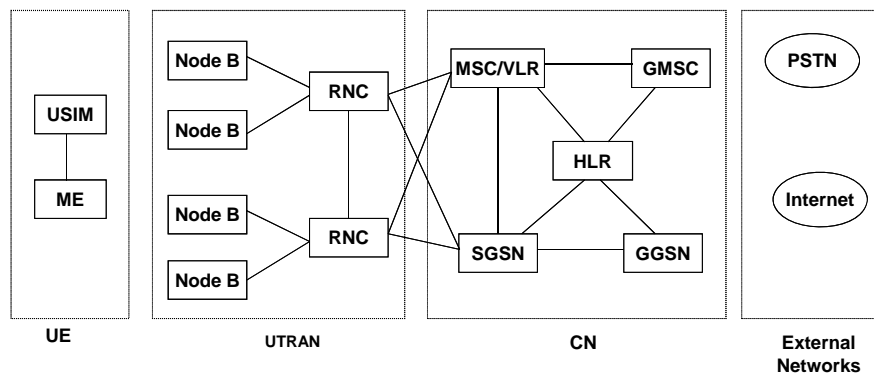 USIM
ME
UE
Node B
Node B
Node B
Node B
RNC
RNC
UTRAN
MSC/VLR
GMSC
HLR
SGSN
GGSN
CN
PSTN
Internet
External
Networks